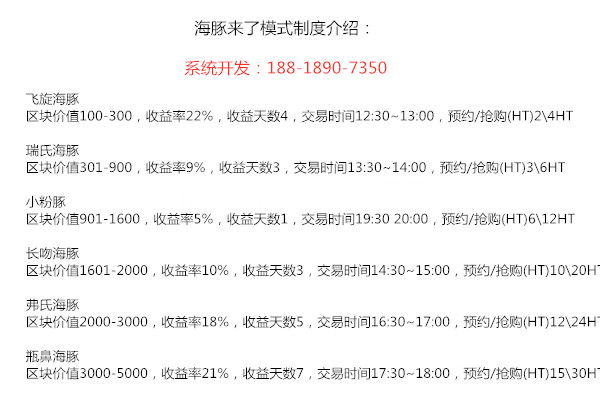 海豚来了模式制度介绍：
系统开发：188-1890-7350
飞旋海豚
区块价值100-300，收益率22%，收益天数4，交易时间12:30~13:00，预约/抢购(HT)2\4HT
瑞氏海豚
区块价值301-900，收益率9%，收益天数3，交易时间13:30~14:00，预约/抢购(HT)3\6HT
小粉豚
区块价值901-1600，收益率5%，收益天数1，交易时间19:30 20:00，预约/抢购(HT)6\12HT
长吻海豚
区块价值1601-2000，收益率10%，收益天数3，交易时间14:30~15:00，预约/抢购(HT)10\20HT
弗氏海豚
区块价值2000-3000，收益率18%，收益天数5，交易时间16:30~17:00，预约/抢购(HT)12\24HT
瓶鼻海豚
区块价值3000-5000，收益率21%，收益天数7，交易时间17:30~18:00，预约/抢购(HT)15\30HT